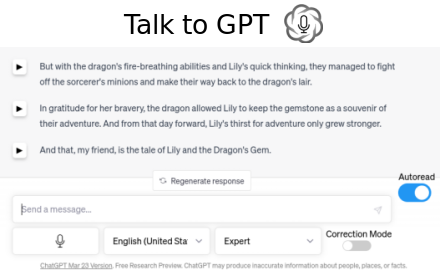 Talk to GPT
But with the dragon's fire-breathing abilities and Lily's quick thinking, they managed to fight
off the sorcerer's minions and make their way back to the dragon's lair.
In gratitude for her bravery, the dragon allowed Lily to keep the gemstone as a souvenir of
their adventure. And from that day forward, Lily's thirst for adventure only grew stronger.
And that, my friend, is the tale of Lily and the Dragon's Gem.
Regenerate response
Autoread
Send a message...
English (United Sta
Expert
Correction Mode
ChatGPT Mar 23 Version. Free Research Preview. ChatGPT may produce inaccurate information about people, places, or facts.